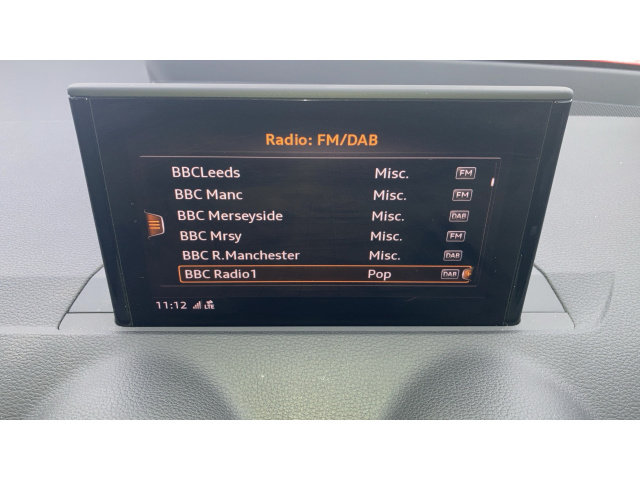 Radio: FM/DAB
BBCLeeds Misc. FM
BBC Manc Misc. FM
BBC Merseyside Misc. DAB
BBC Mrsy Misc. FM
BBC R.Manchester Misc. DAB
BBC Radio1 Pop DAB
11:12 LTE